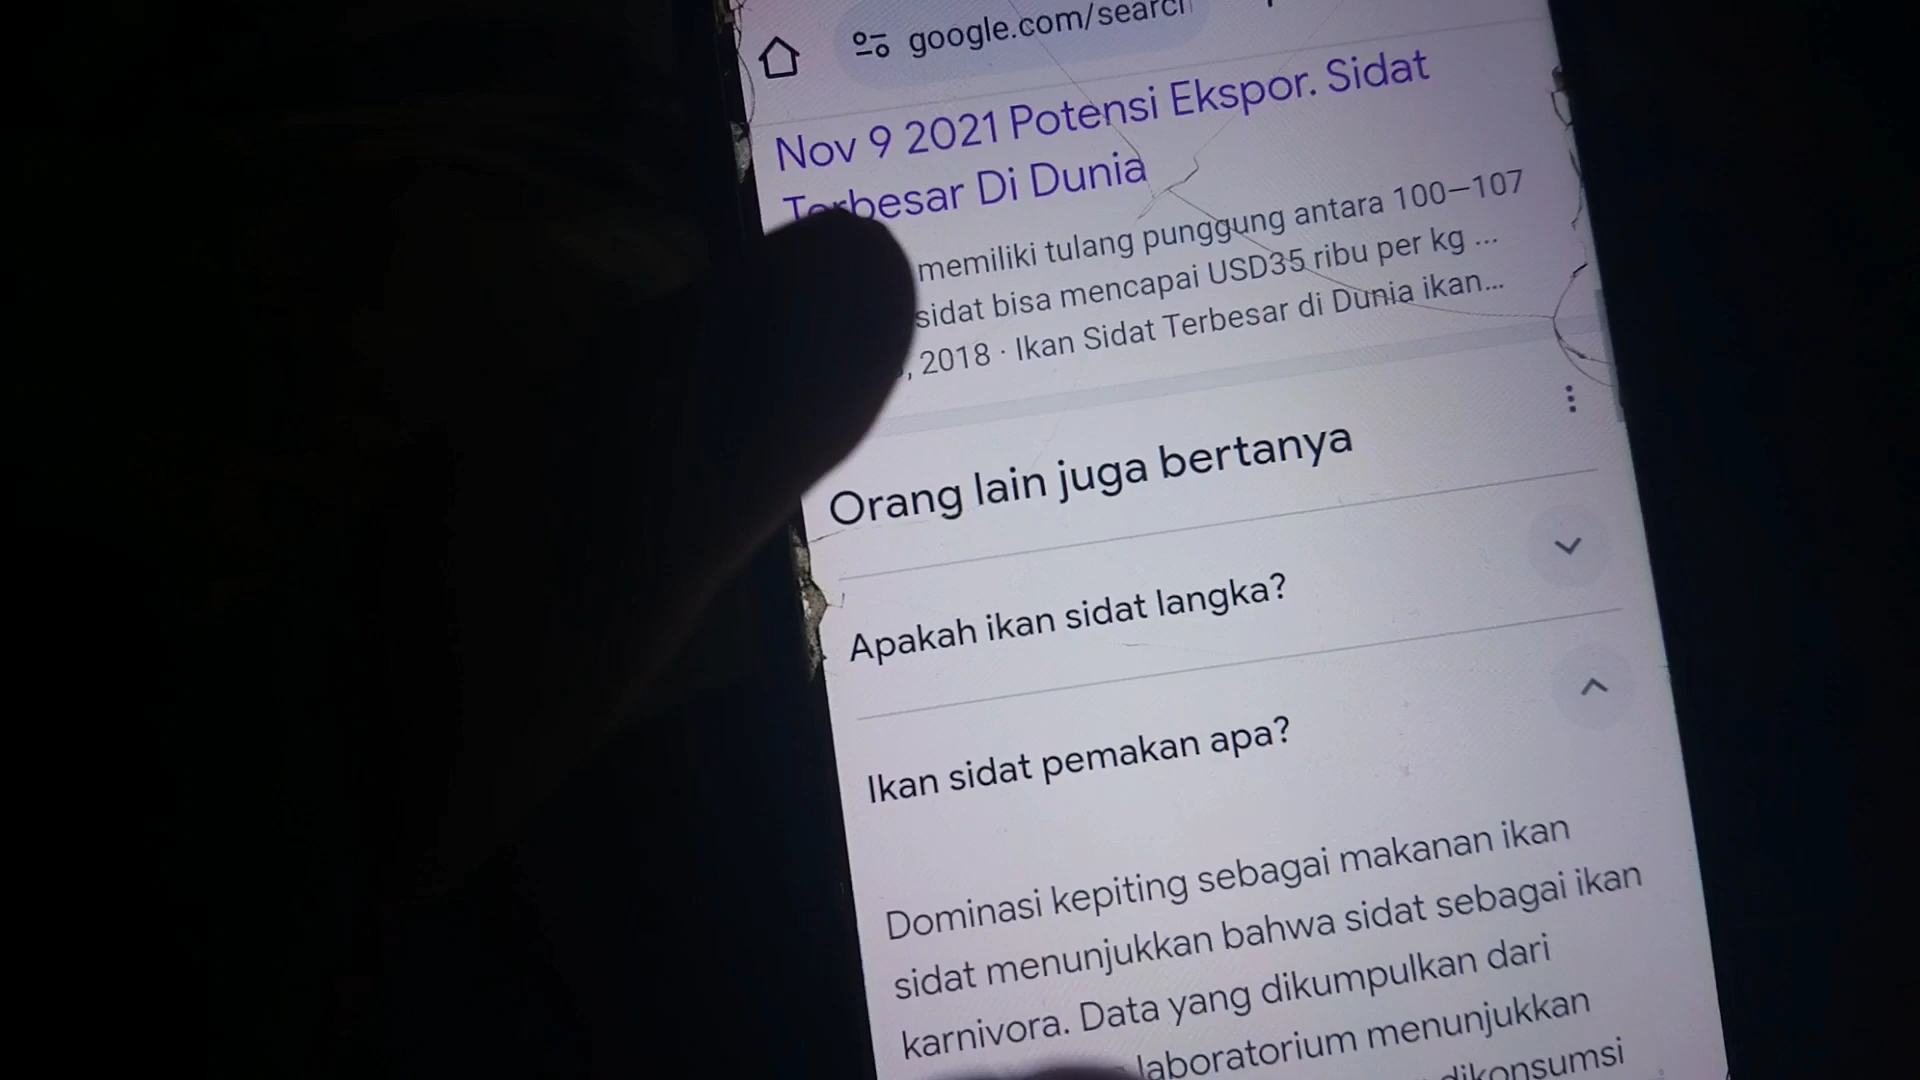 google.com/search
Nov 9 2021 Potensi Ekspor. Sidat
Terbesar Di Dunia
memiliki tulang punggung antara 100–107
sidat bisa mencapai USD35 ribu per kg ...
, 2018 · Ikan Sidat Terbesar di Dunia ikan...
Orang lain juga bertanya
Apakah ikan sidat langka?
Ikan sidat pemakan apa?
Dominasi kepiting sebagai makanan ikan
sidat menunjukkan bahwa sidat sebagai ikan
karnivora. Data yang dikumpulkan dari
laboratorium menunjukkan
dikonsumsi